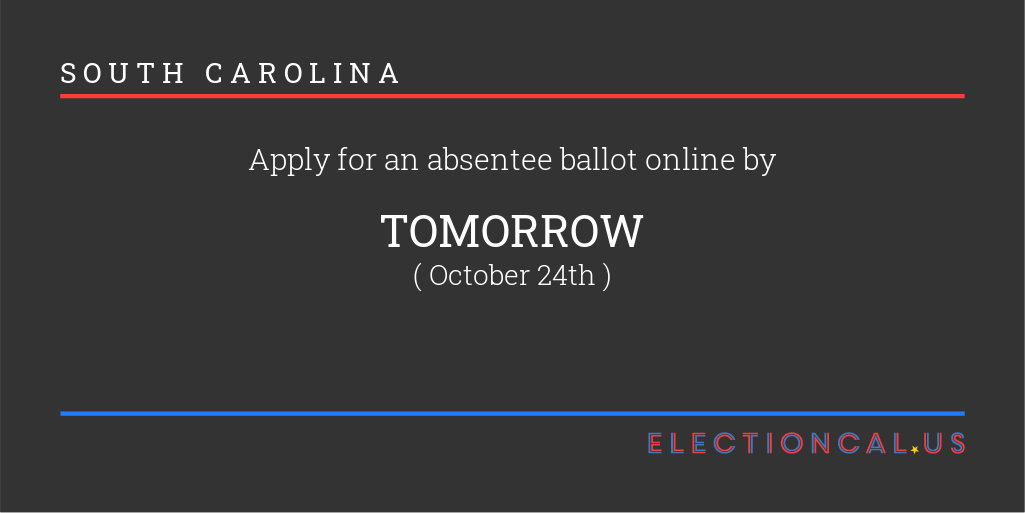 SOUTH CAROLINA
Apply for an absentee ballot online by
TOMORROW
( October 24th )
ELECTIONCAL.US